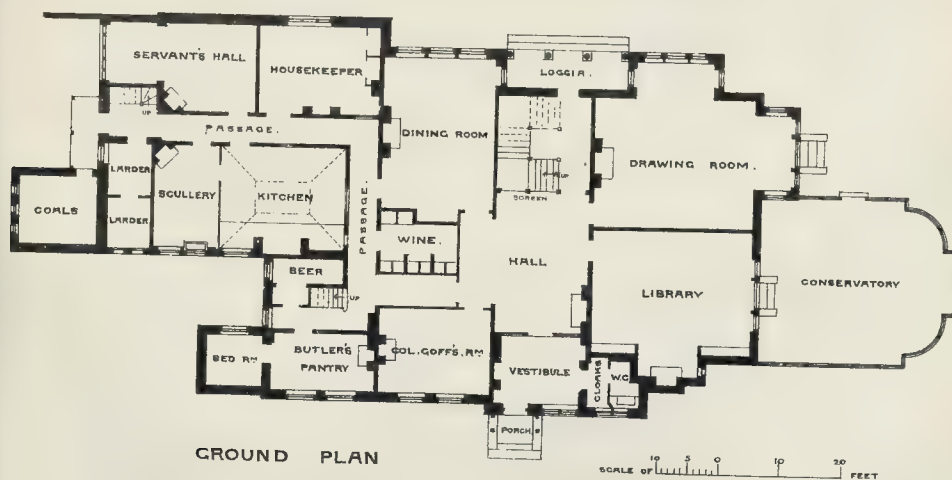 SERVANT'S HALL
HOUSEKEEPER
LOGGIA.
UP
PASSAGE.
DINING ROOM
DRAWING ROOM.
LARDER
SCULLERY
KITCHEN
UP
SCREEN
COALS
LARDER
PASSAGE
WINE.
HALL
BEER
UP
LIBRARY
CONSERVATORY
BED RM
BUTLER'S
PANTRY
COL. GOFF'S RM
VESTIBULE
CLOAKS
W.C
PORCH
GROUND PLAN
SCALE OF 10 5 0 10 20 FEET